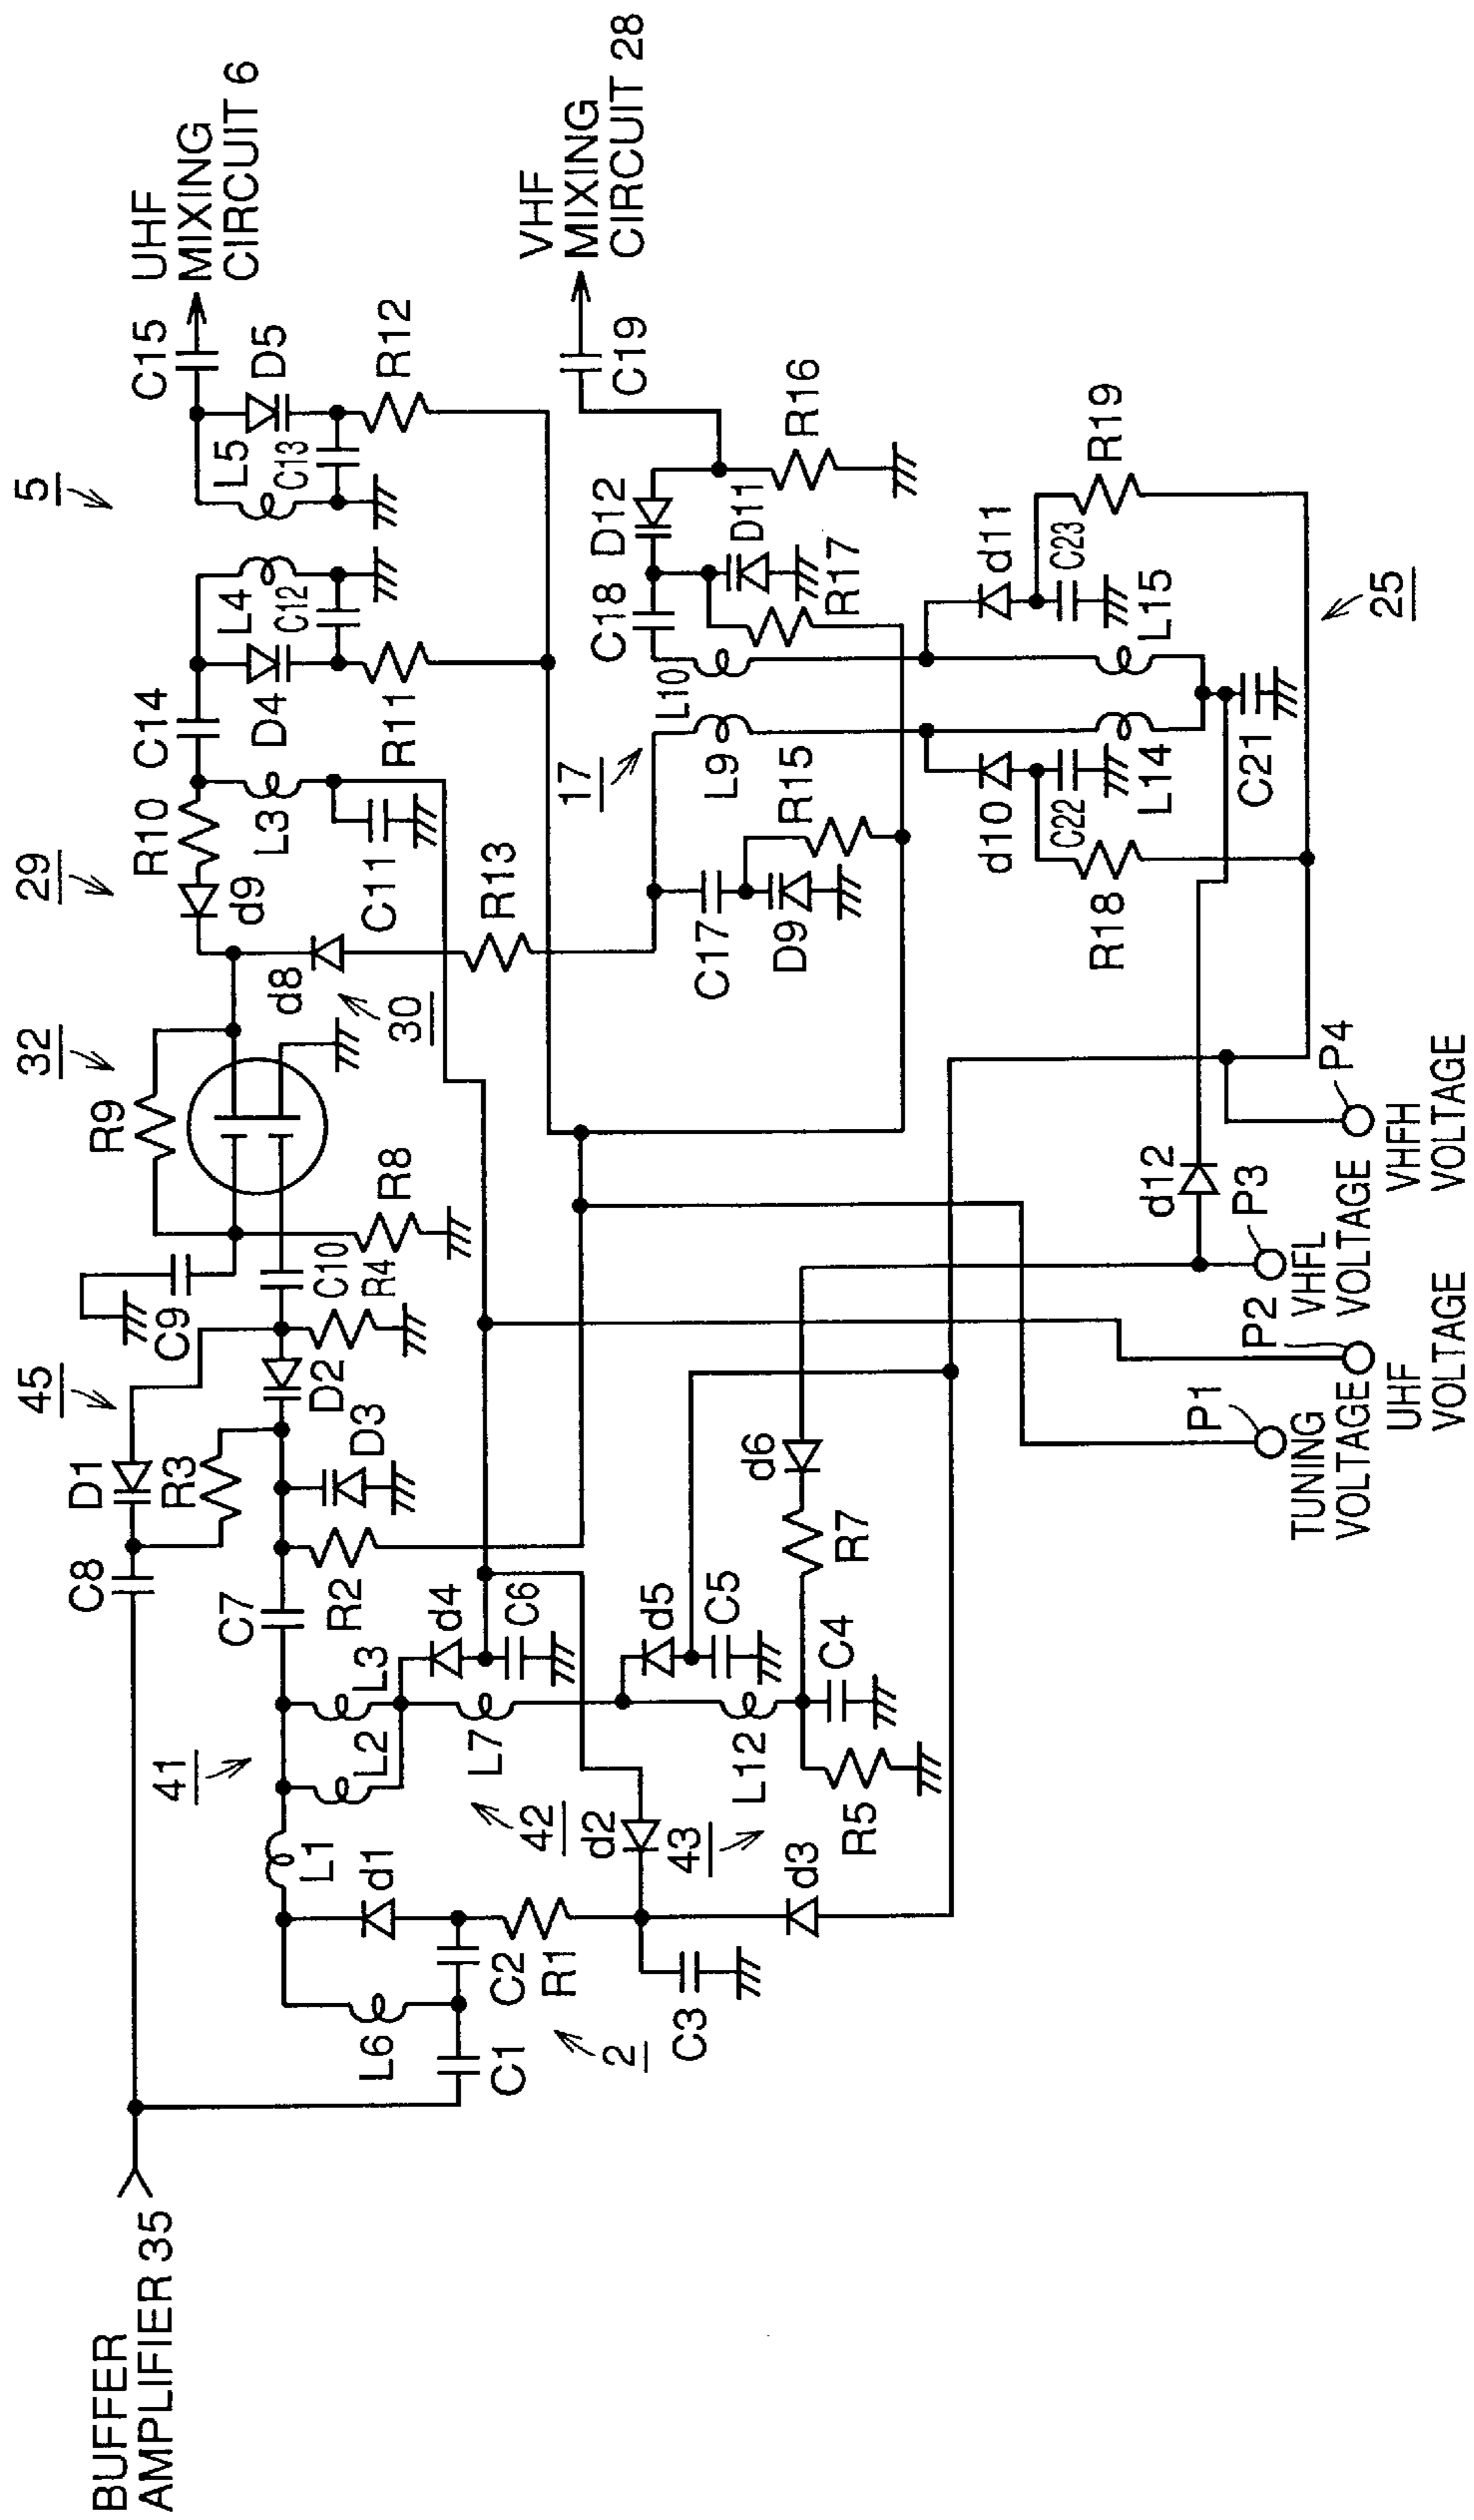 BUFFER
AMPLIFIER 35
UHF
MIXING
CIRCUIT 6
VHF
MIXING
CIRCUIT 28
5
29
32
45
41
42
43
2
30
17
25
C15
D5
L5
C13
R12
L4
C12
D4
R11
C14
R10
L3
d9
C11
d8
R13
R9
R8
C9
C10
R4
D2
D1
R3
D3
C8
C7
R2
L3
L2
d4
C6
L7
d5
C5
L12
C4
R7
d6
R5
L1
d1
C2
R1
d2
d3
C3
L6
C1
C19
R16
D12
D11
R17
C18
L10
L9
R15
C17
D9
d11
C23
R19
L15
L14
d10
C22
R18
C21
d12
P1
TUNING
VOLTAGE
P2
UHF
VOLTAGE
P3
VHFL
VOLTAGE
P4
VHFH
VOLTAGE